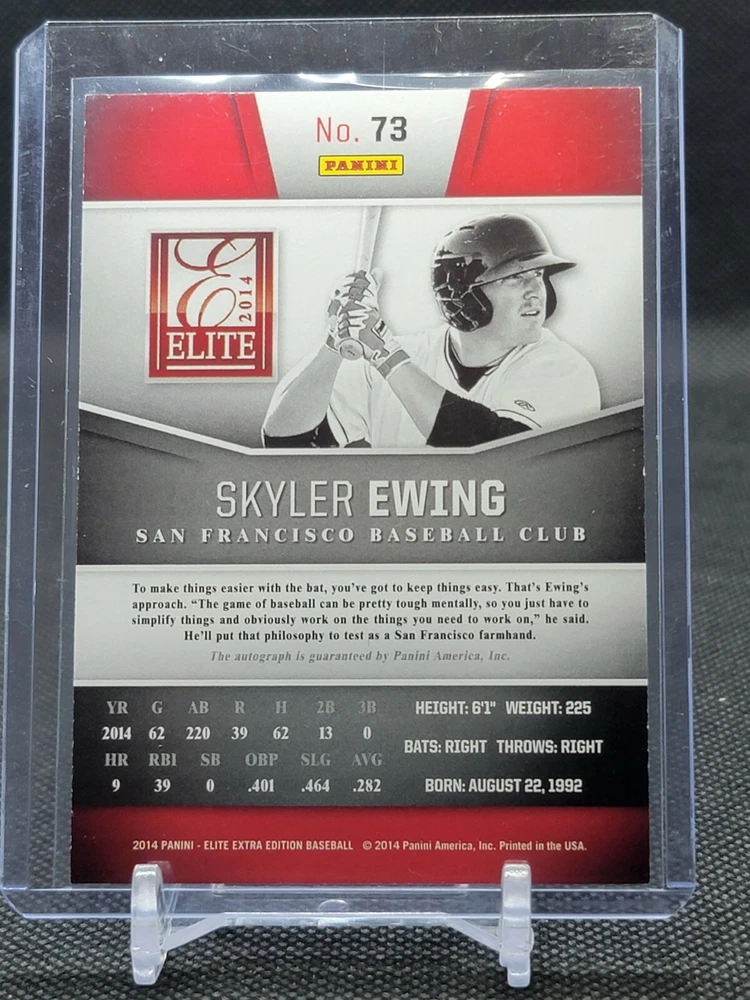 No. 73
PANINI
E
2014
ELITE
SKYLER EWING
SAN FRANCISCO BASEBALL CLUB
To make things easier with the bat, you've got to keep things easy. That's Ewing's
approach. “The game of baseball can be pretty tough mentally, so you just have to
simplify things and obviously work on the things you need to work on,” he said.
He'll put that philosophy to test as a San Francisco farmhand.
The autograph is guaranteed by Panini America, Inc.
YR G AB R H 2B 3B
2014 62 220 39 62 13 0
HR RBI SB OBP SLG AVG
9 39 0 .401 .464 .282
HEIGHT: 6'1" WEIGHT: 225
BATS: RIGHT THROWS: RIGHT
BORN: AUGUST 22, 1992
2014 PANINI - ELITE EXTRA EDITION BASEBALL © 2014 Panini America, Inc. Printed in the USA.